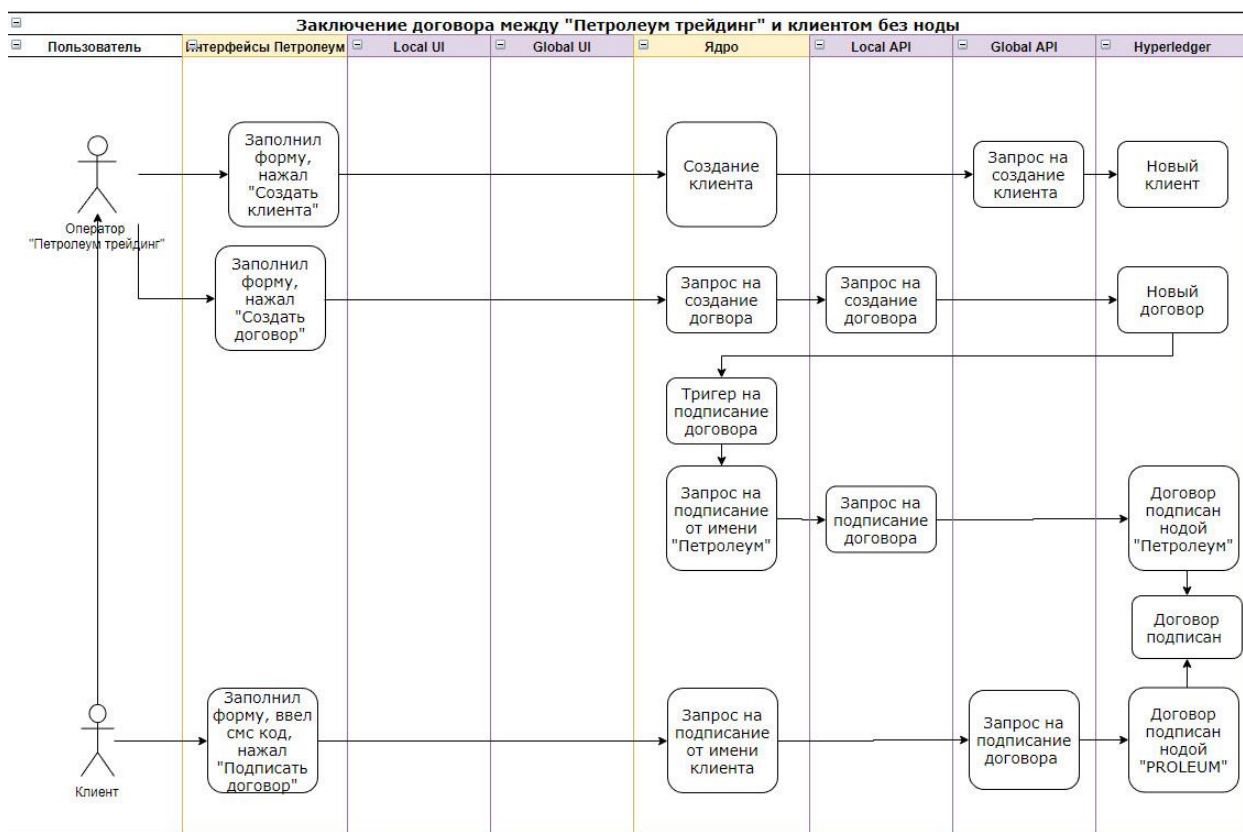 Заключение договора между "Петролеум трейдинг" и клиентом без ноды
Пользователь
Интерфейсы Петролеум
Local UI
Global UI
Ядро
Local API
Global API
Hyperledger
Заполнил
форму,
нажал
"Создать
клиента"
Создание
клиента
Запрос на
создание
клиента
Новый
клиент
Оператор
"Петролеум трейдинг"
Заполнил
форму,
нажал
"Создать
договор"
Запрос на
создание
догвора
Запрос на
создание
договора
Новый
договор
Тригер на
подписание
договора
Запрос на
подписание
от имени
"Петролеум"
Запрос на
подписание
договора
Договор
подписан
нодой
"Петролеум"
Договор
подписан
Заполнил
форму, ввел
смс код,
нажал
"Подписать
договор"
Запрос на
подписание
от имени
клиента
Запрос на
подписание
договора
Договор
подписан
нодой
"PROLEUM"
Клиент